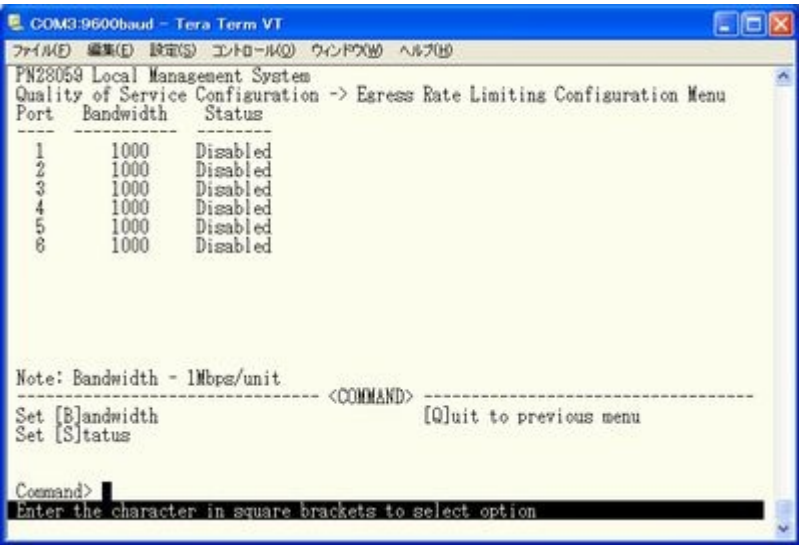 COM3:9600baud - Tera Term VT
ファイル(F) 編集(E) 設定(S) コントロール(O) ウィンドウ(W) ヘルプ(H)
PN28059 Local Management System
Quality of Service Configuration -> Egress Rate Limiting Configuration Menu
Port Bandwidth Status
---- ----------- --------
1 1000 Disabled
2 1000 Disabled
3 1000 Disabled
4 1000 Disabled
5 1000 Disabled
6 1000 Disabled
Note: Bandwidth - 1Mbps/unit
-------------------------------- <COMMAND> ----------------------------------
Set [B]andwidth [Q]uit to previous menu
Set [S]tatus
Command>
Enter the character in square brackets to select option